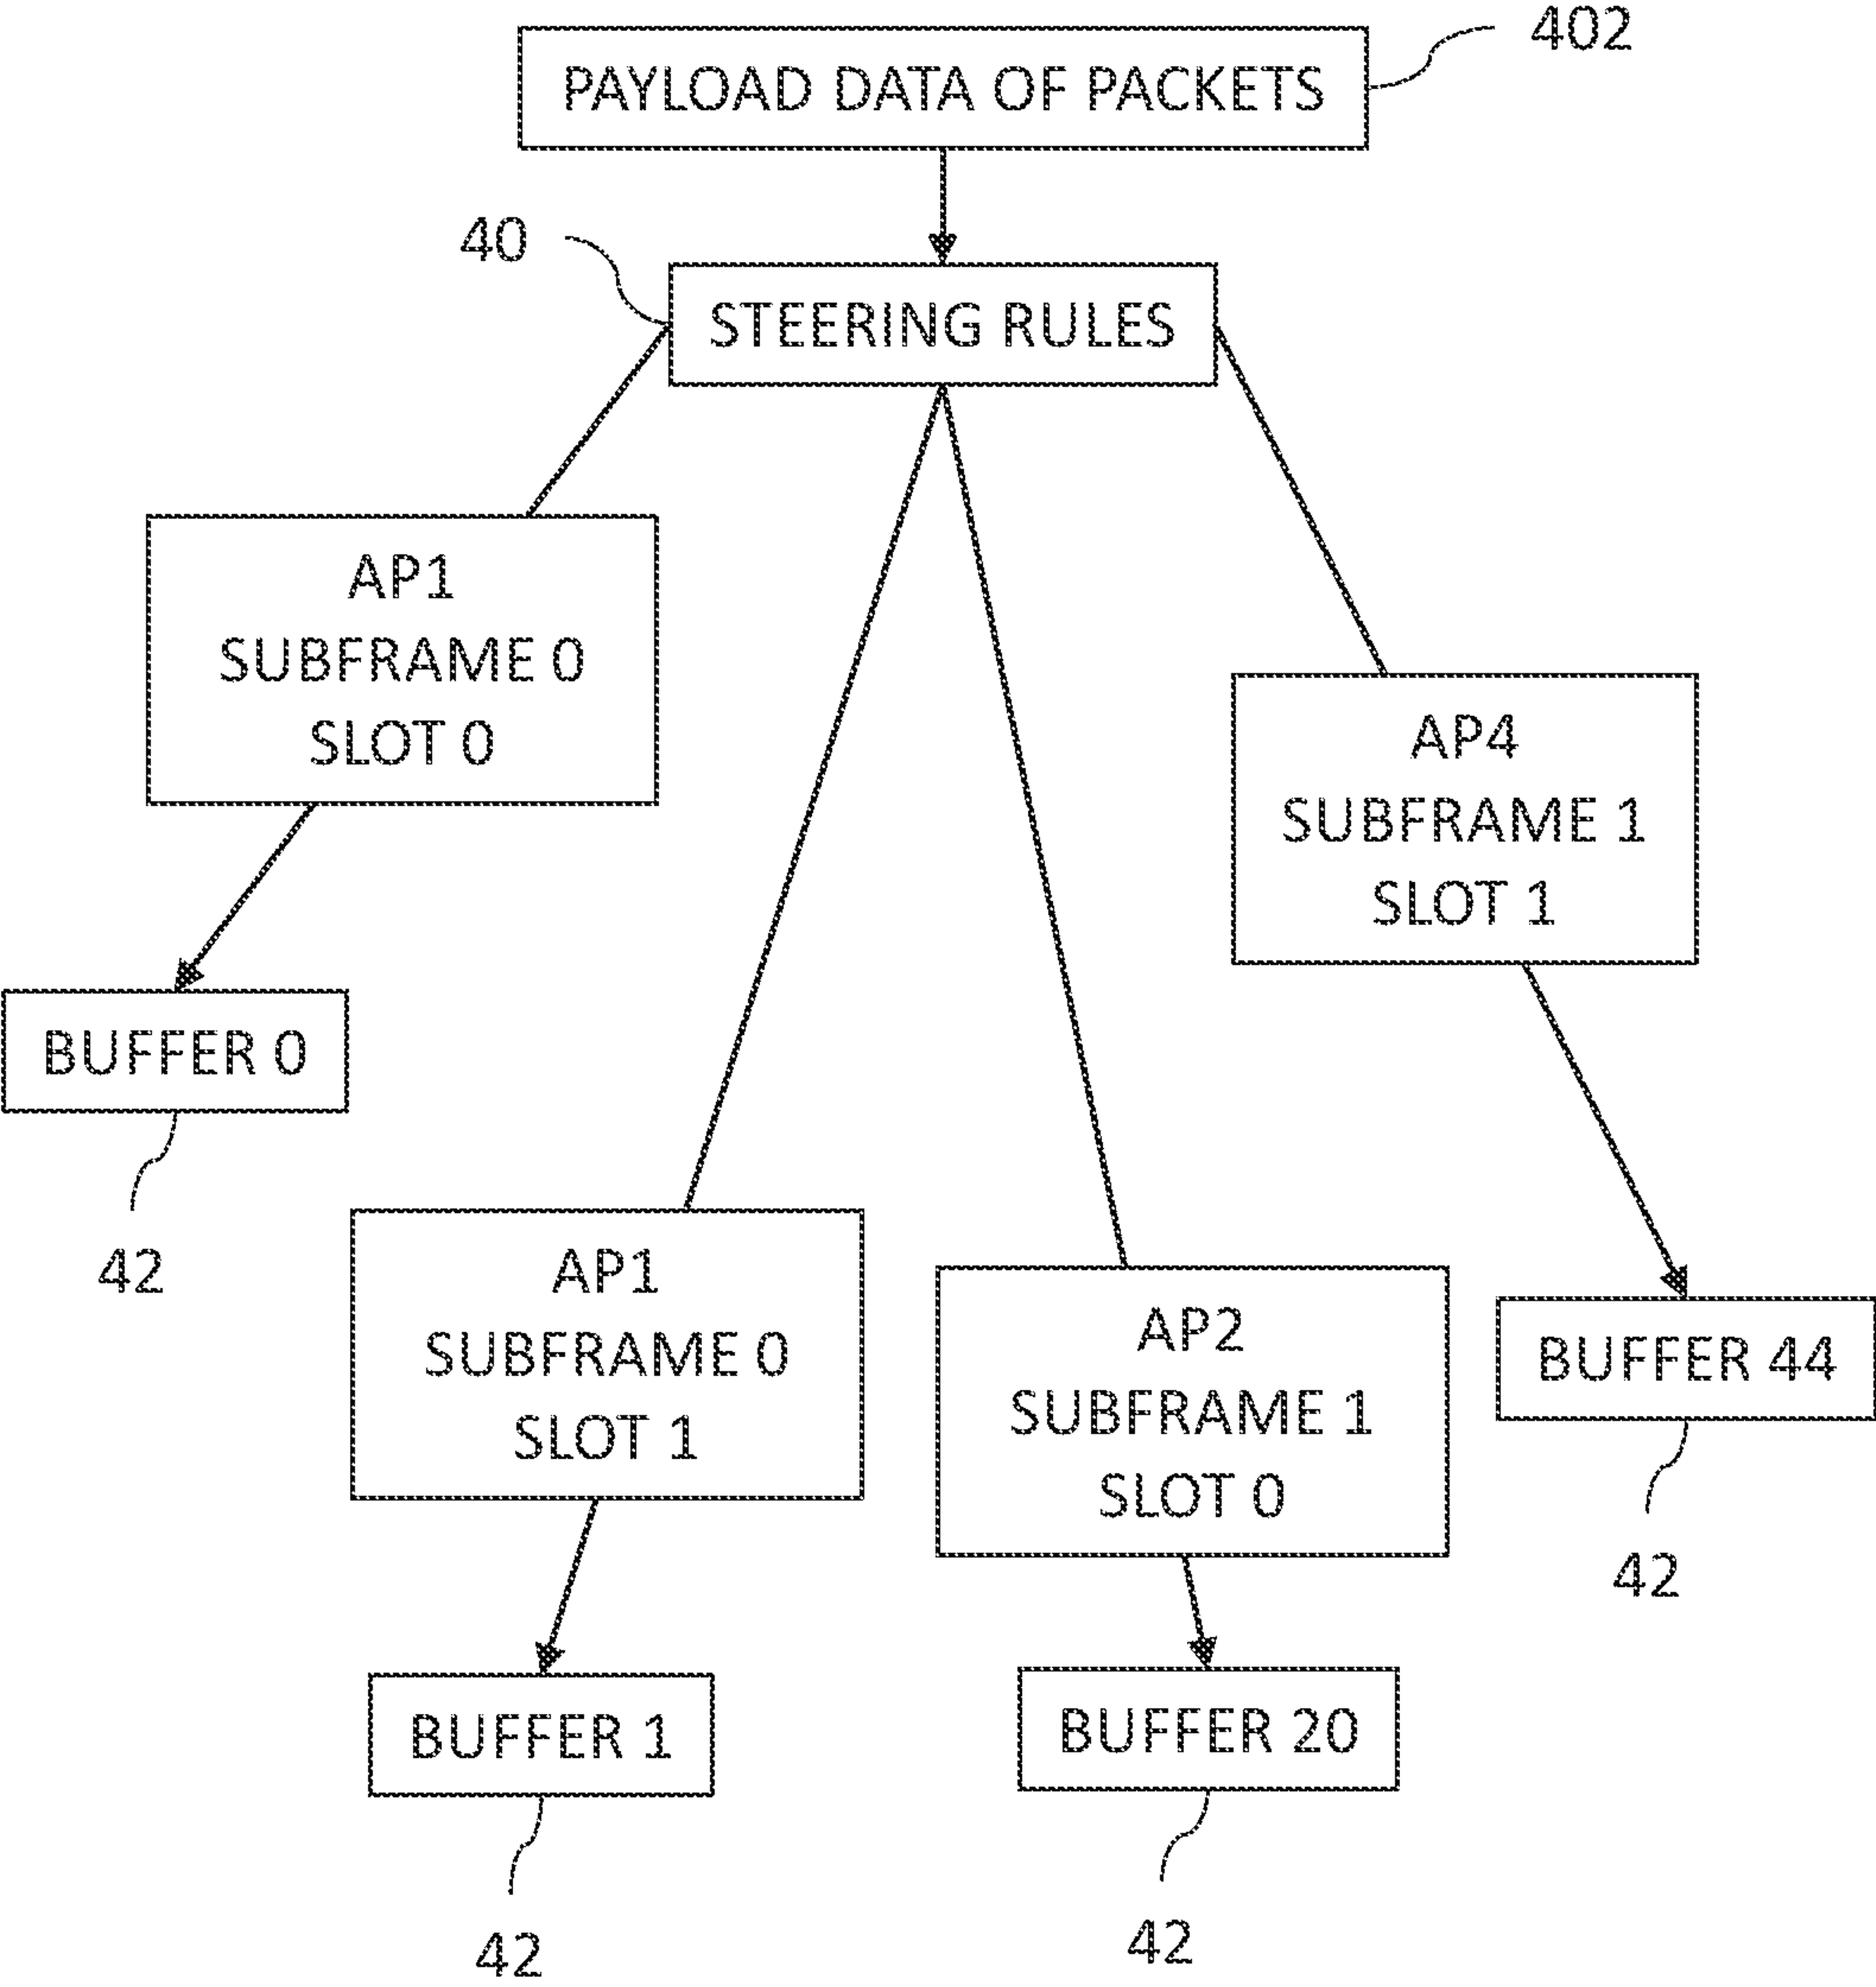 402
PAYLOAD DATA OF PACKETS
40
STEERING RULES
AP1
SUBFRAME 0
SLOT 0
AP4
SUBFRAME 1
SLOT 1
BUFFER 0
42
AP1
SUBFRAME 0
SLOT 1
AP2
SUBFRAME 1
SLOT 0
BUFFER 44
42
BUFFER 1
42
BUFFER 20
42